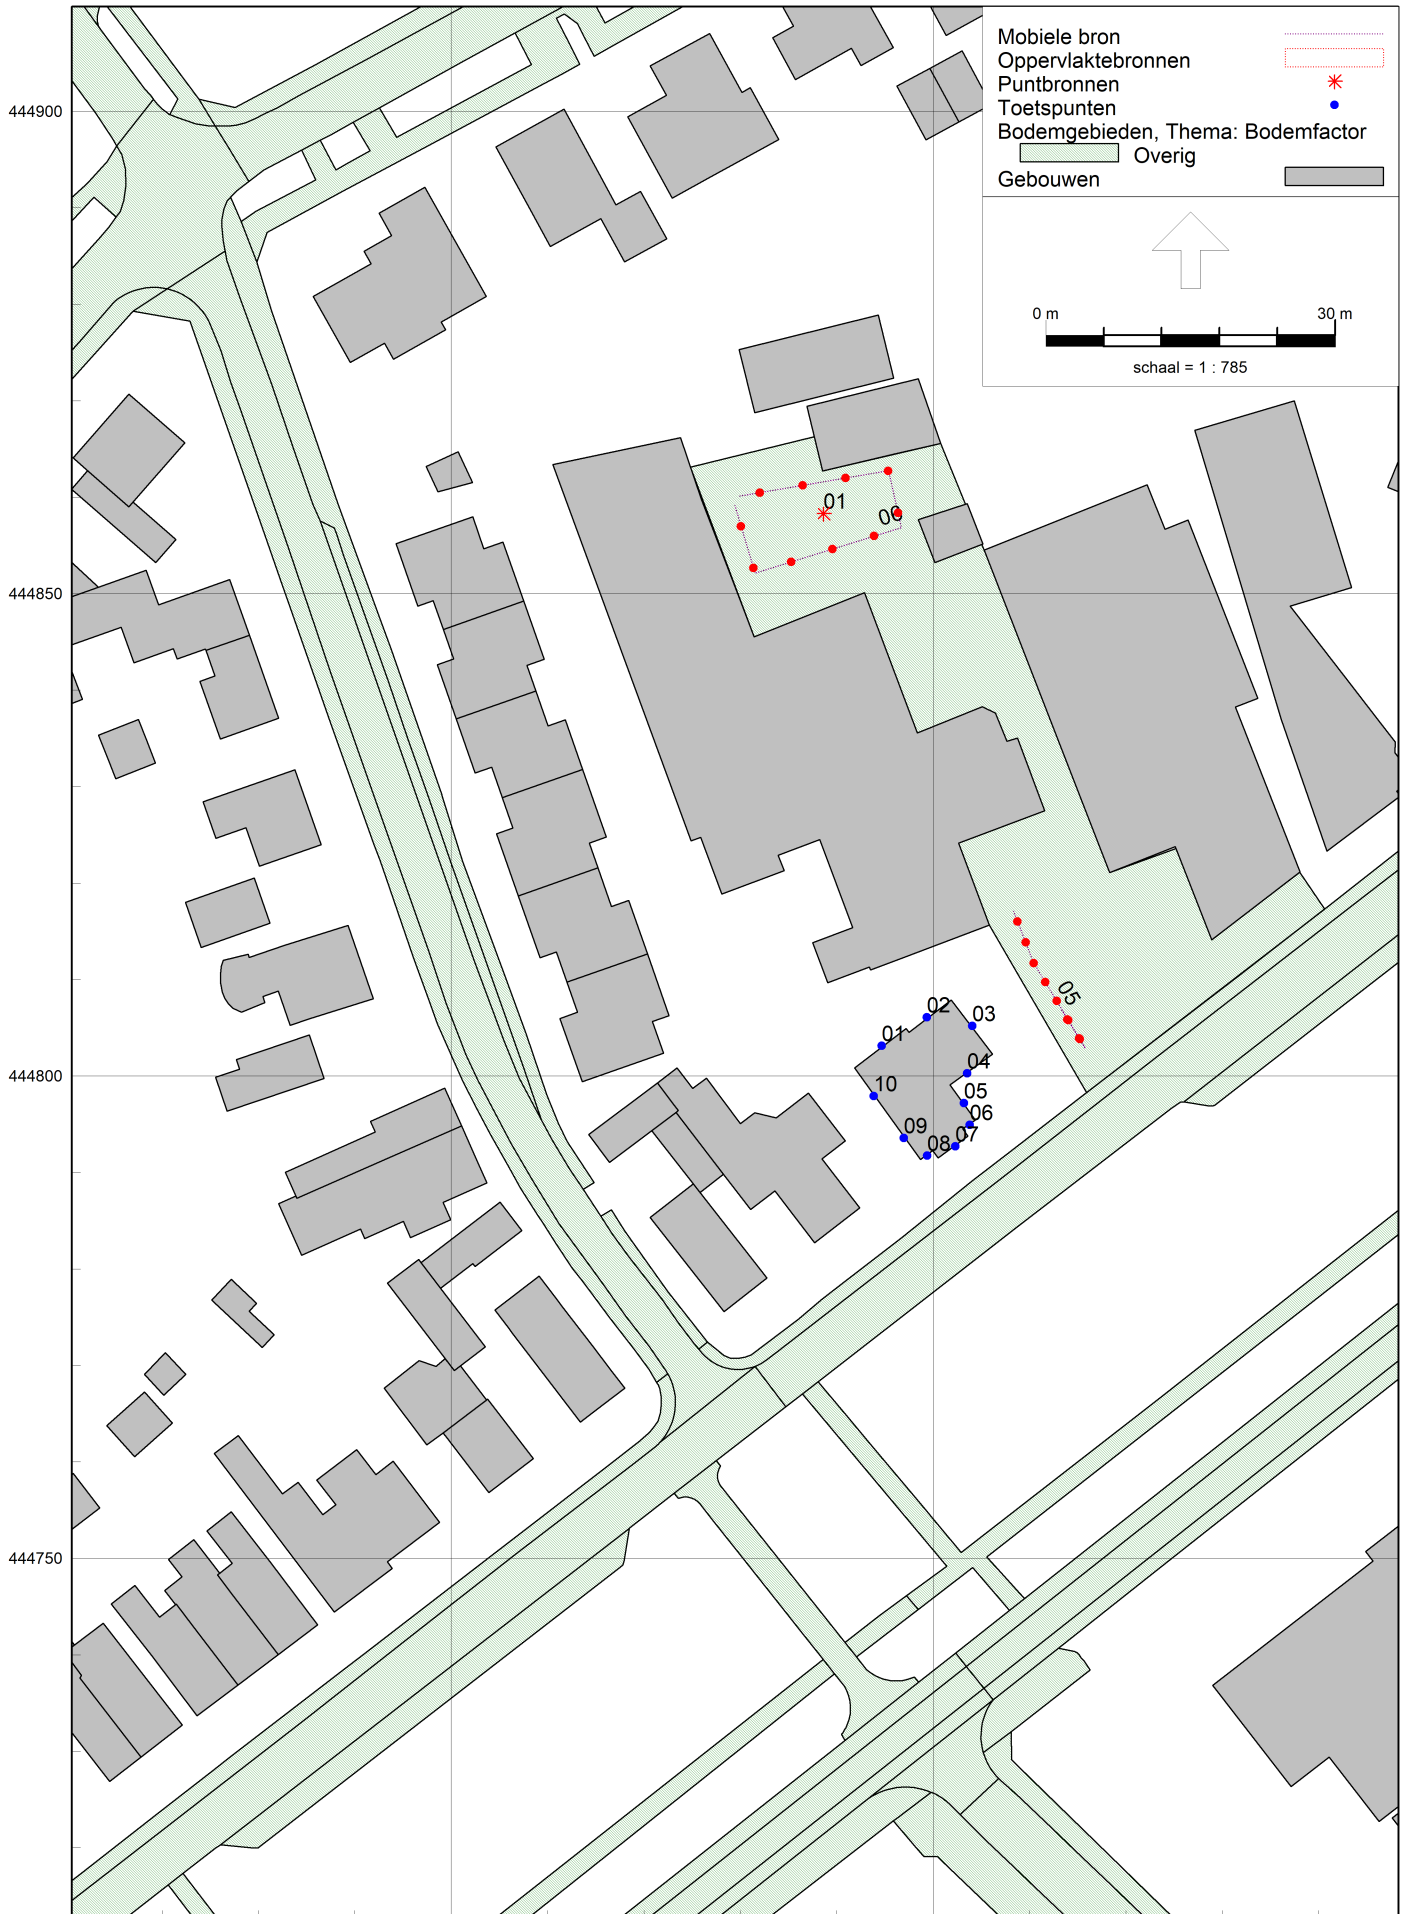 Mobiele bron
Oppervlaktebronnen
Puntbronnen
Toetspunten
Bodemgebieden, Thema: Bodemfactor
Overig
Gebouwen
0 m 30 m
schaal = 1 : 785
444900
444850
444800
444750
01
06
05
02
03
01
04
10
05
06
09
07
08